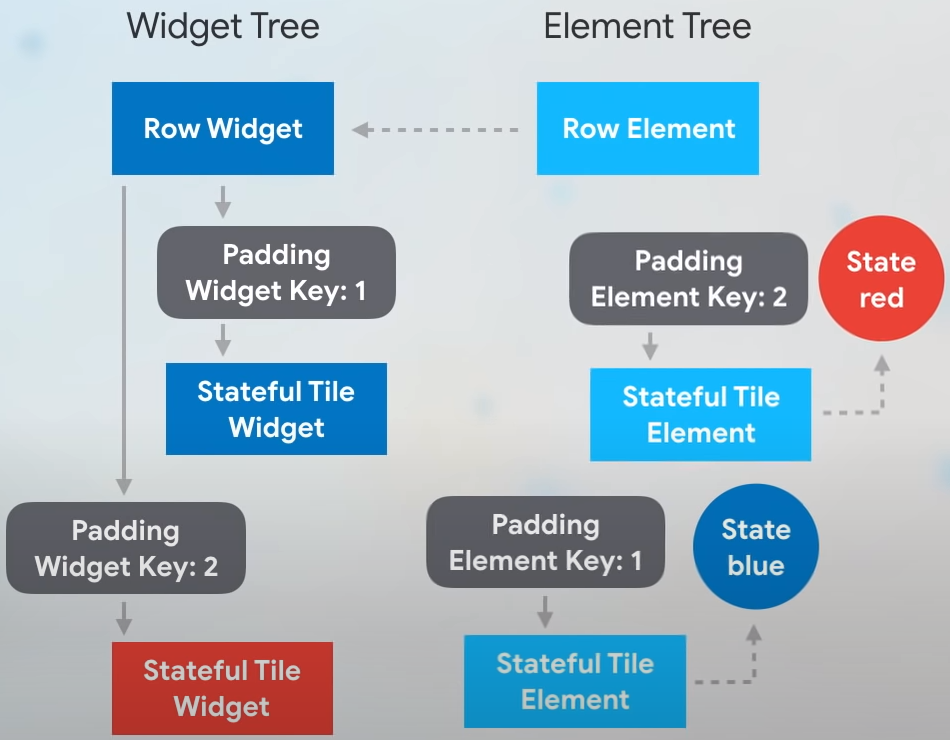 Widget Tree
Element Tree
Row Widget
Row Element
Padding
Widget Key: 1
Padding
Element Key: 2
State
red
Stateful Tile
Widget
Stateful Tile
Element
Padding
Widget Key: 2
Padding
Element Key: 1
State
blue
Stateful Tile
Widget
Stateful Tile
Element